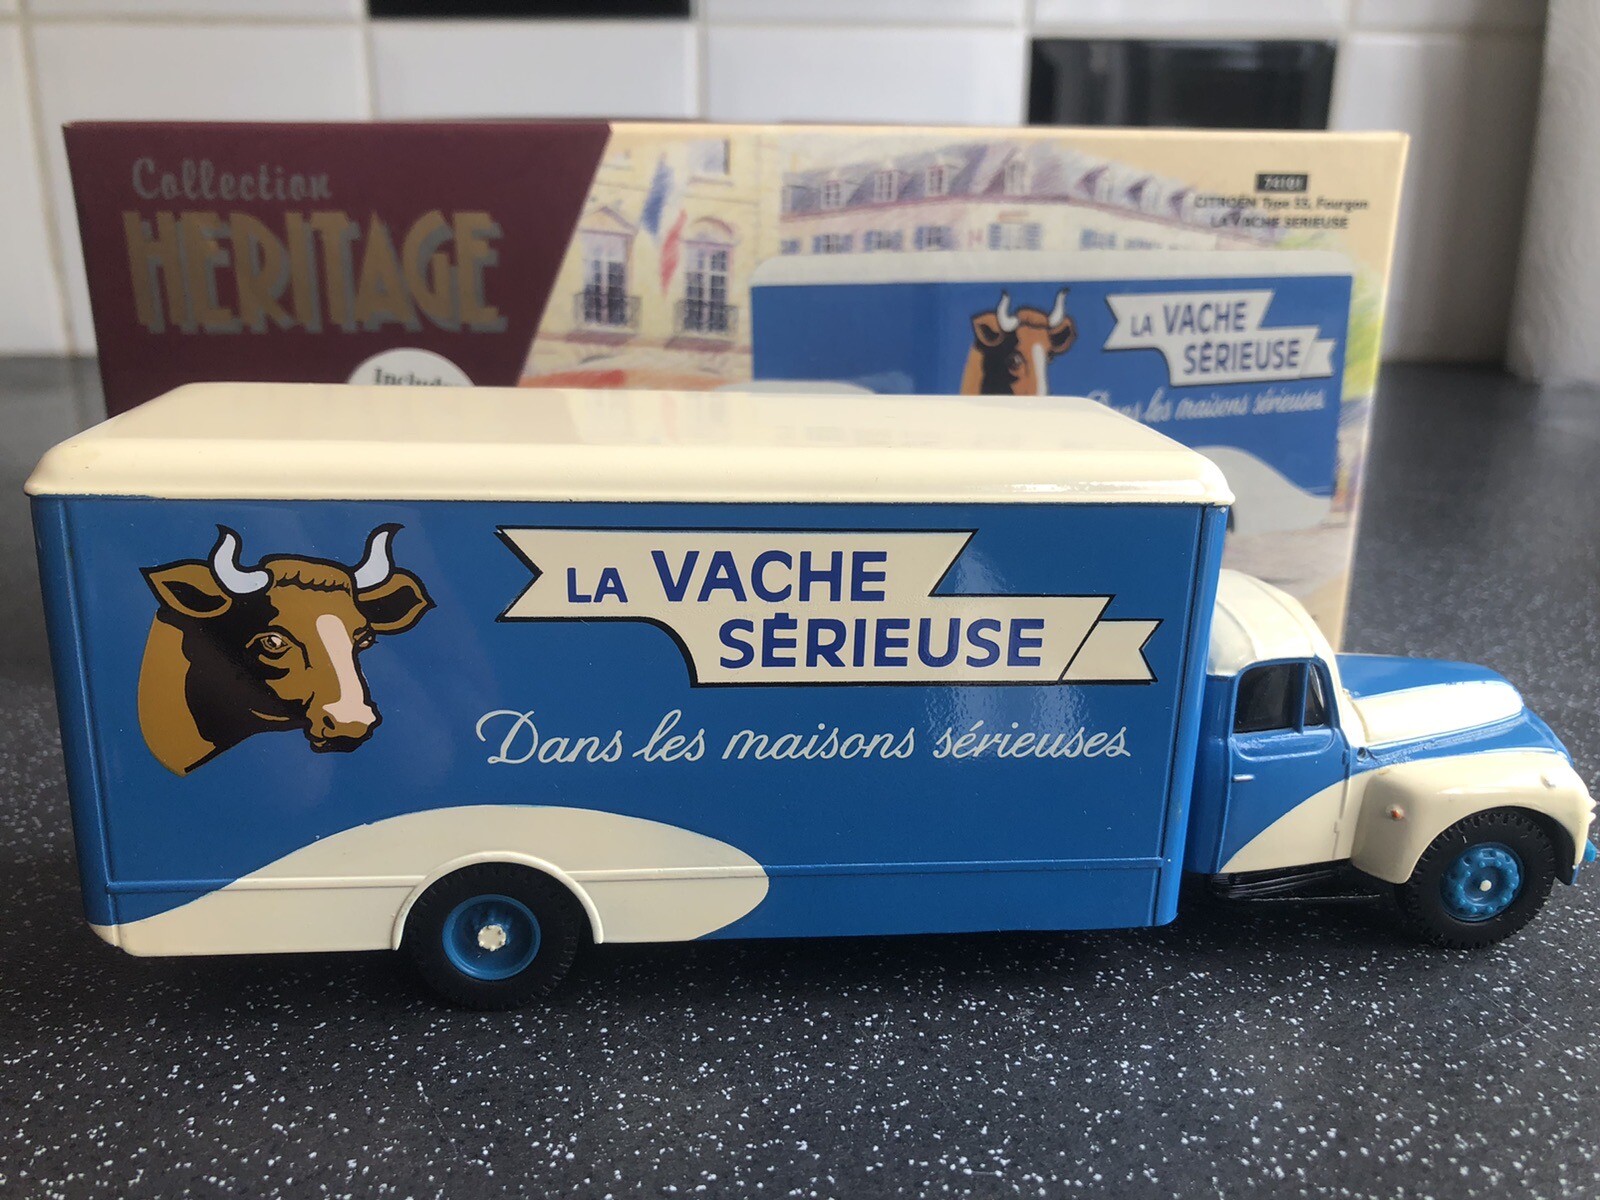 Collection
HERITAGE
74101
CITROËN Type 55, Fourgon
LA VACHE SERIEUSE
LA VACHE
SÉRIEUSE
Dans les maisons sérieuses
LA VACHE
SÉRIEUSE
Dans les maisons sérieuses